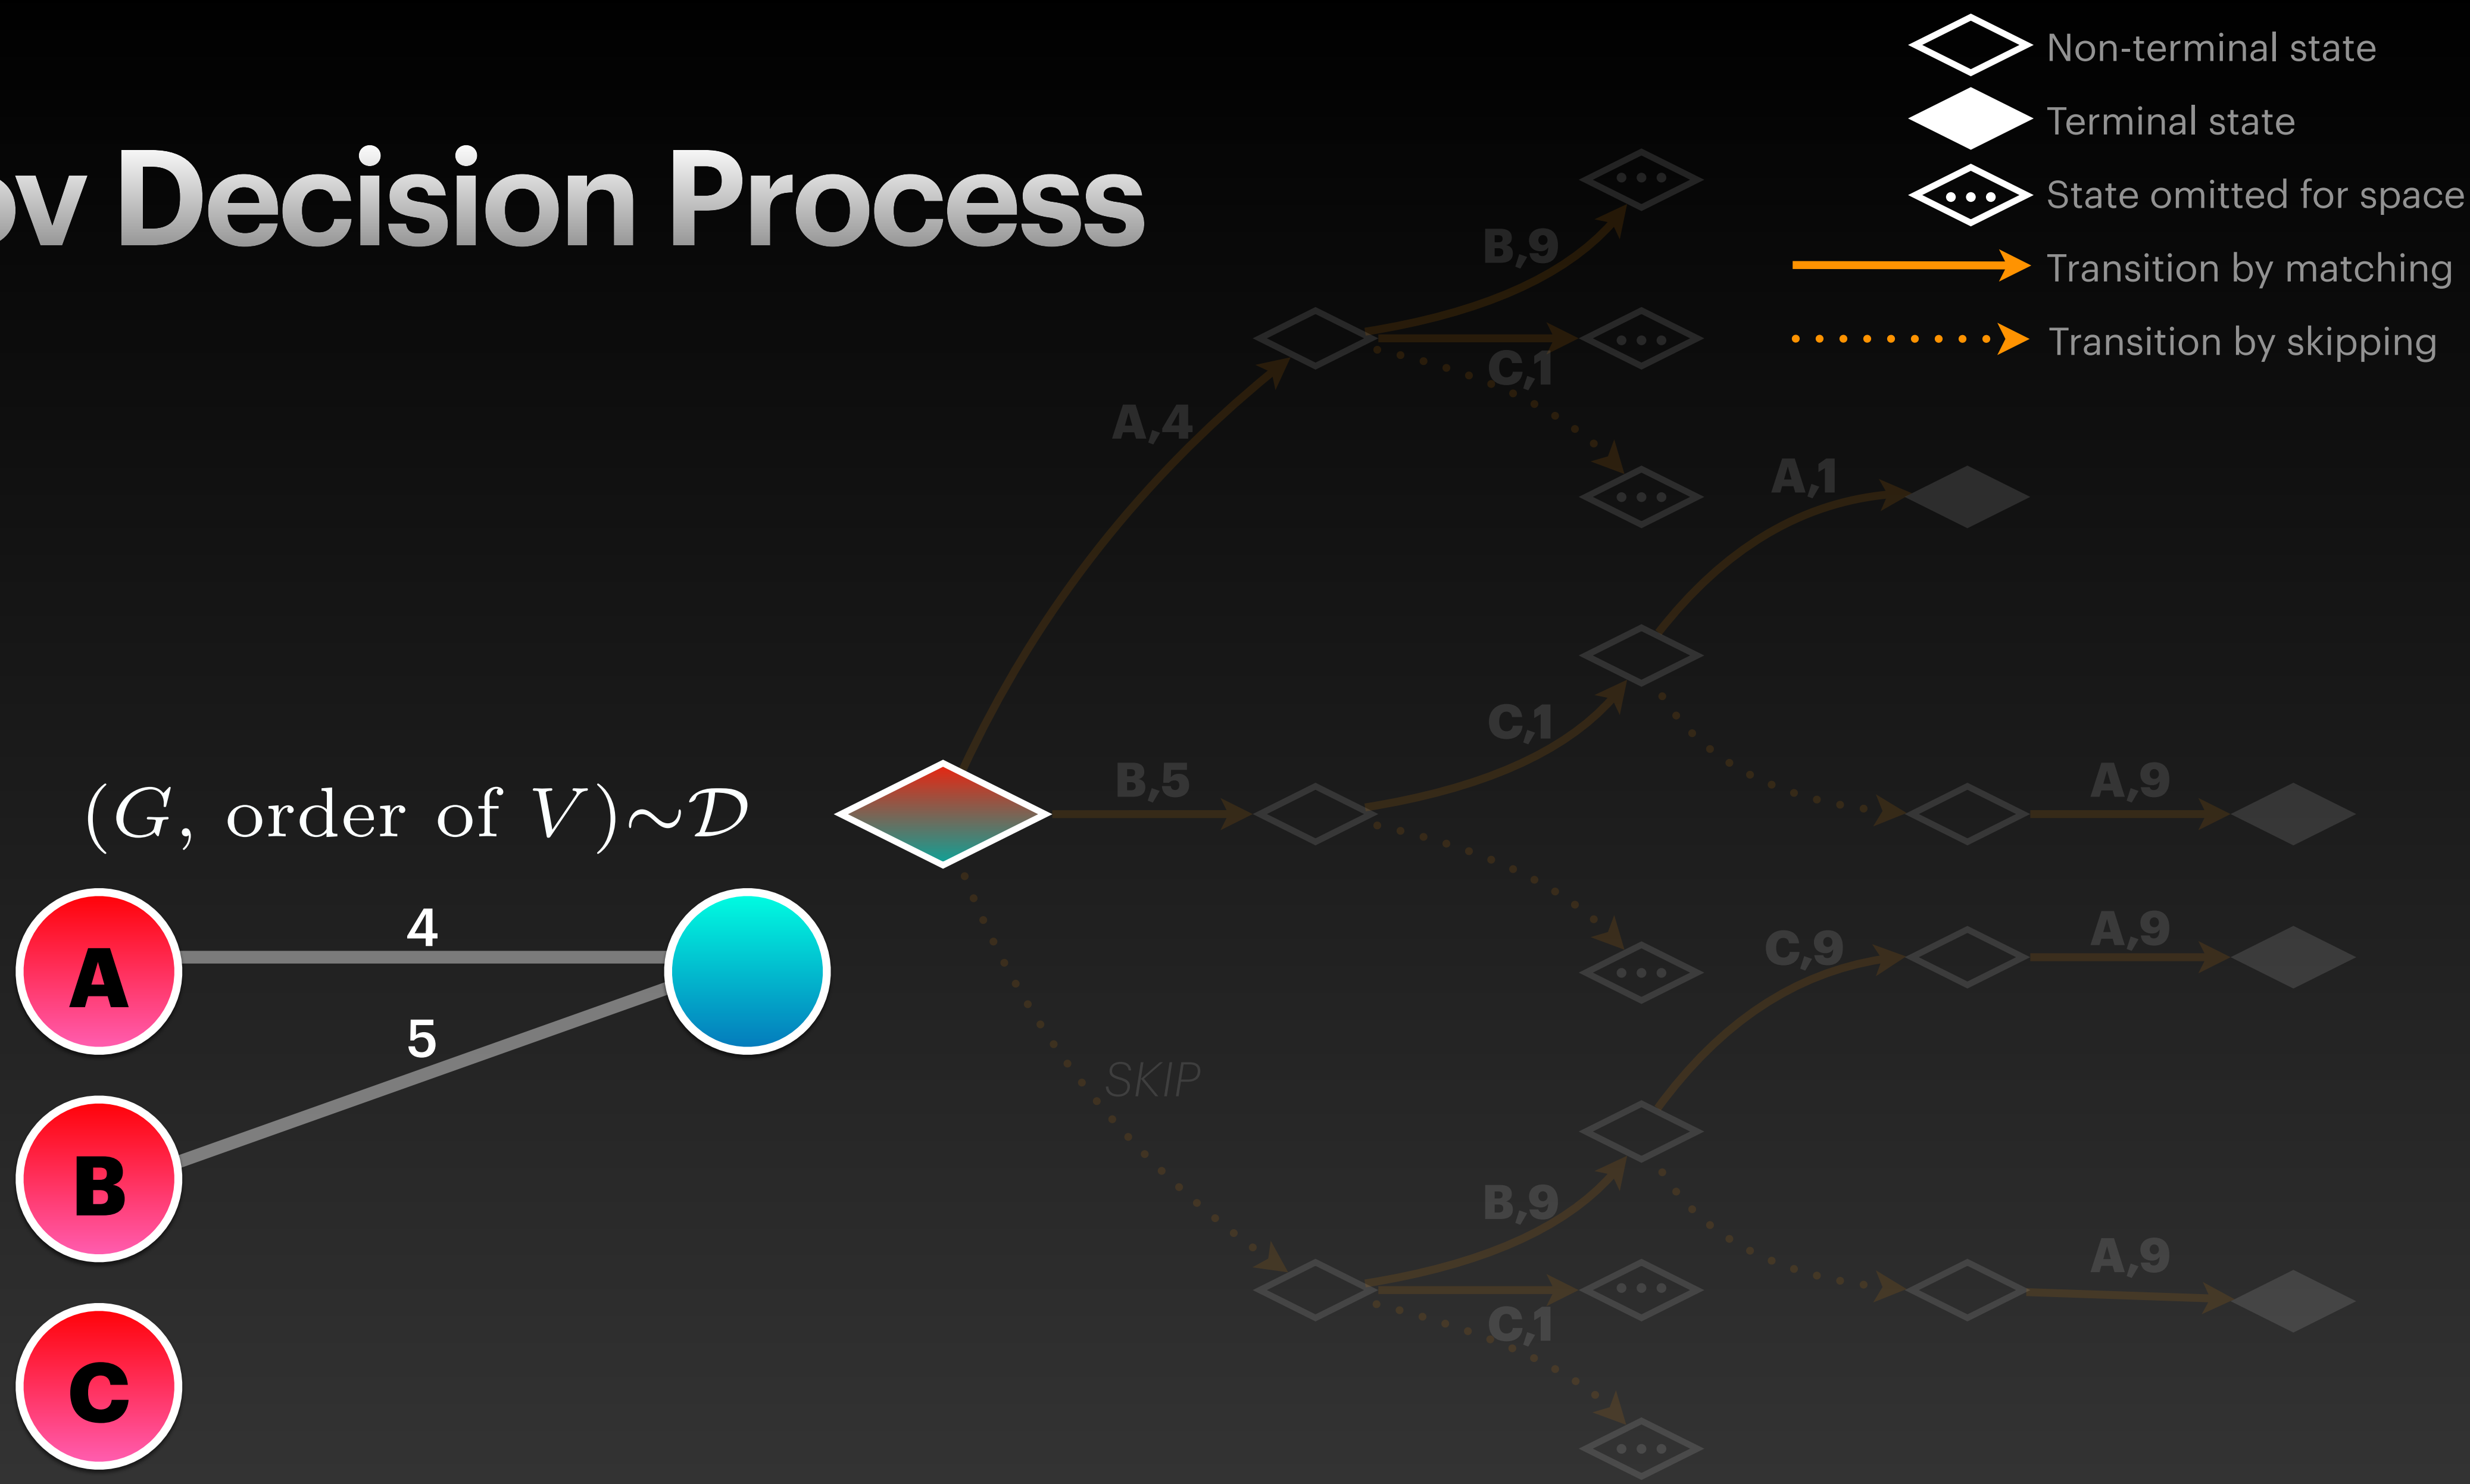 Non-terminal state
Terminal state
State omitted for space
Transition by matching
Transition by skipping
ov Decision Process
B,9
C,1
A,4
A,1
C,1
B,5
A,9
(G, order of V)~𝒟
4
A
C,9
A,9
5
SKIP
B
B,9
A,9
C,1
C